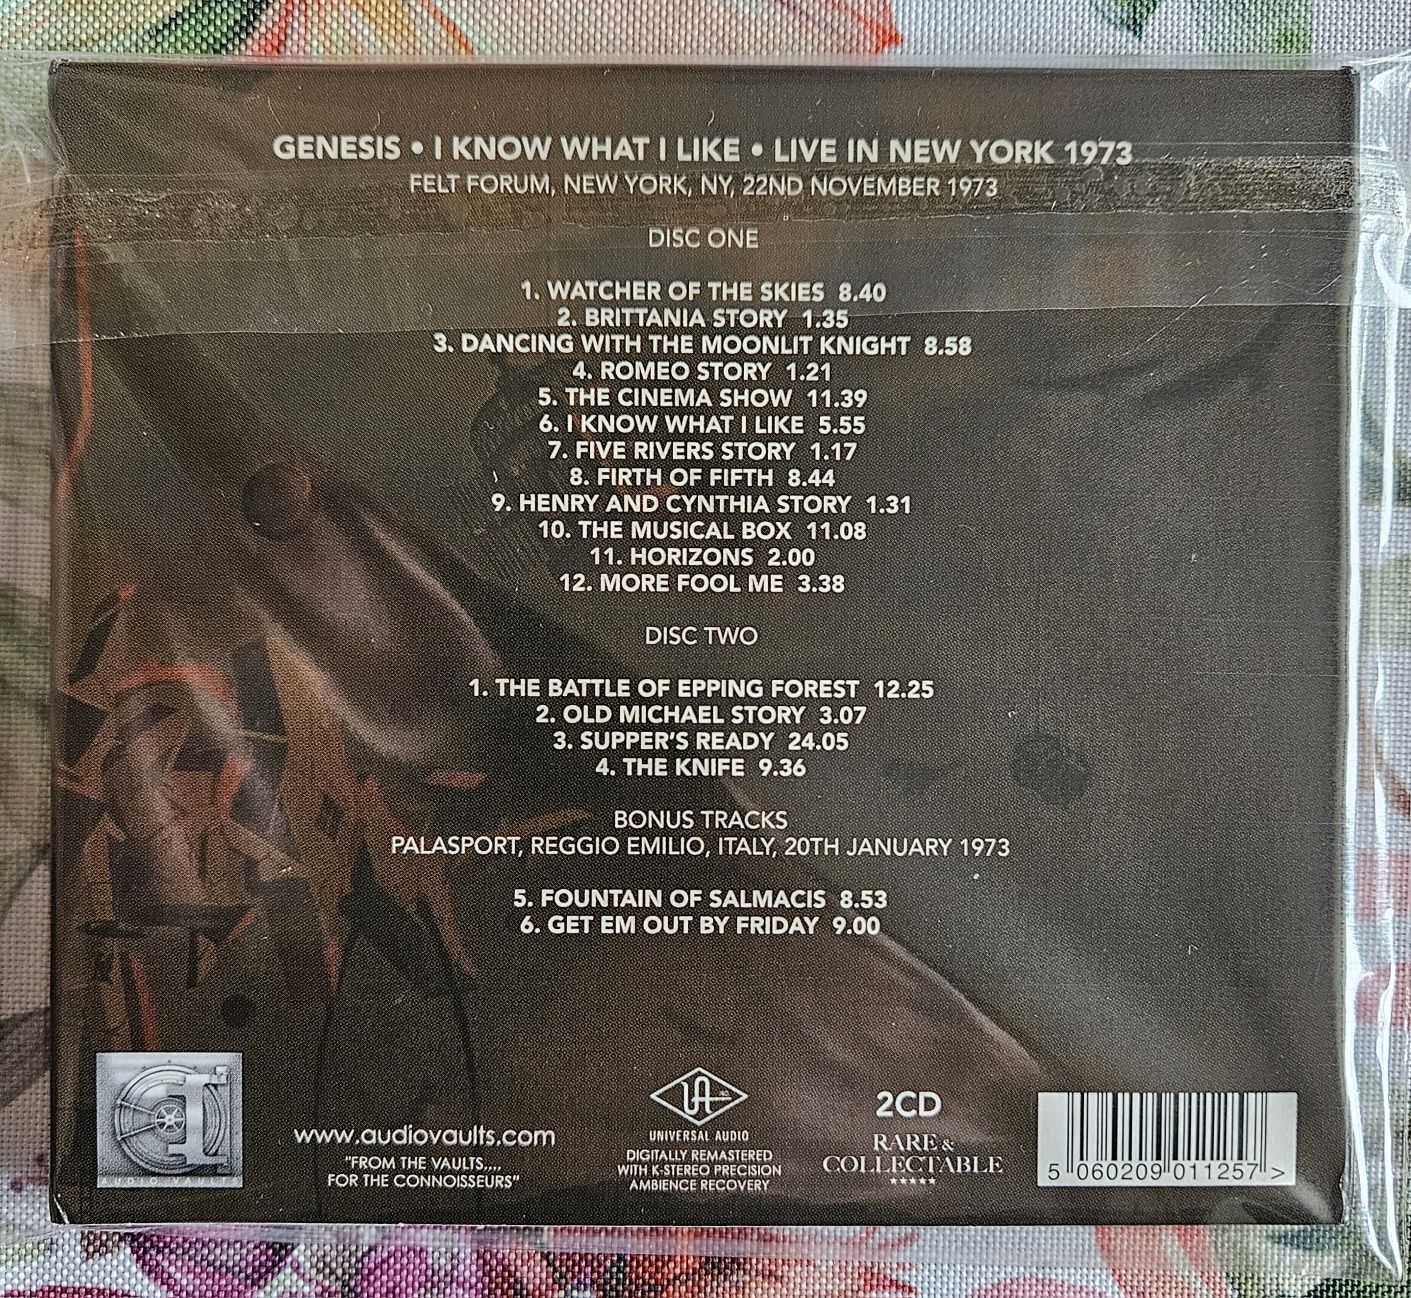 GENESIS • I KNOW WHAT I LIKE • LIVE IN NEW YORK 1973
FELT FORUM, NEW YORK, NY, 22ND NOVEMBER 1973
DISC ONE
1. WATCHER OF THE SKIES 8.40
2. BRITTANIA STORY 1.35
3. DANCING WITH THE MOONLIT KNIGHT 8.58
4. ROMEO STORY 1.21
5. THE CINEMA SHOW 11.39
6. I KNOW WHAT I LIKE 5.55
7. FIVE RIVERS STORY 1.17
8. FIRTH OF FIFTH 8.44
9. HENRY AND CYNTHIA STORY 1.31
10. THE MUSICAL BOX 11.08
11. HORIZONS 2.00
12. MORE FOOL ME 3.38
DISC TWO
1. THE BATTLE OF EPPING FOREST 12.25
2. OLD MICHAEL STORY 3.07
3. SUPPER'S READY 24.05
4. THE KNIFE 9.36
BONUS TRACKS
PALASPORT, REGGIO EMILIO, ITALY, 20TH JANUARY 1973
5. FOUNTAIN OF SALMACIS 8.53
6. GET EM OUT BY FRIDAY 9.00
AUDIO VAULTS
www.audiovaults.com
"FROM THE VAULTS,...
FOR THE CONNOISSEURS"
UA
UNIVERSAL AUDIO
DIGITALLY REMASTERED
WITH K-STEREO PRECISION
AMBIENCE RECOVERY
2CD
RARE &
COLLECTABLE
★★★★★
5 060209 011257 >